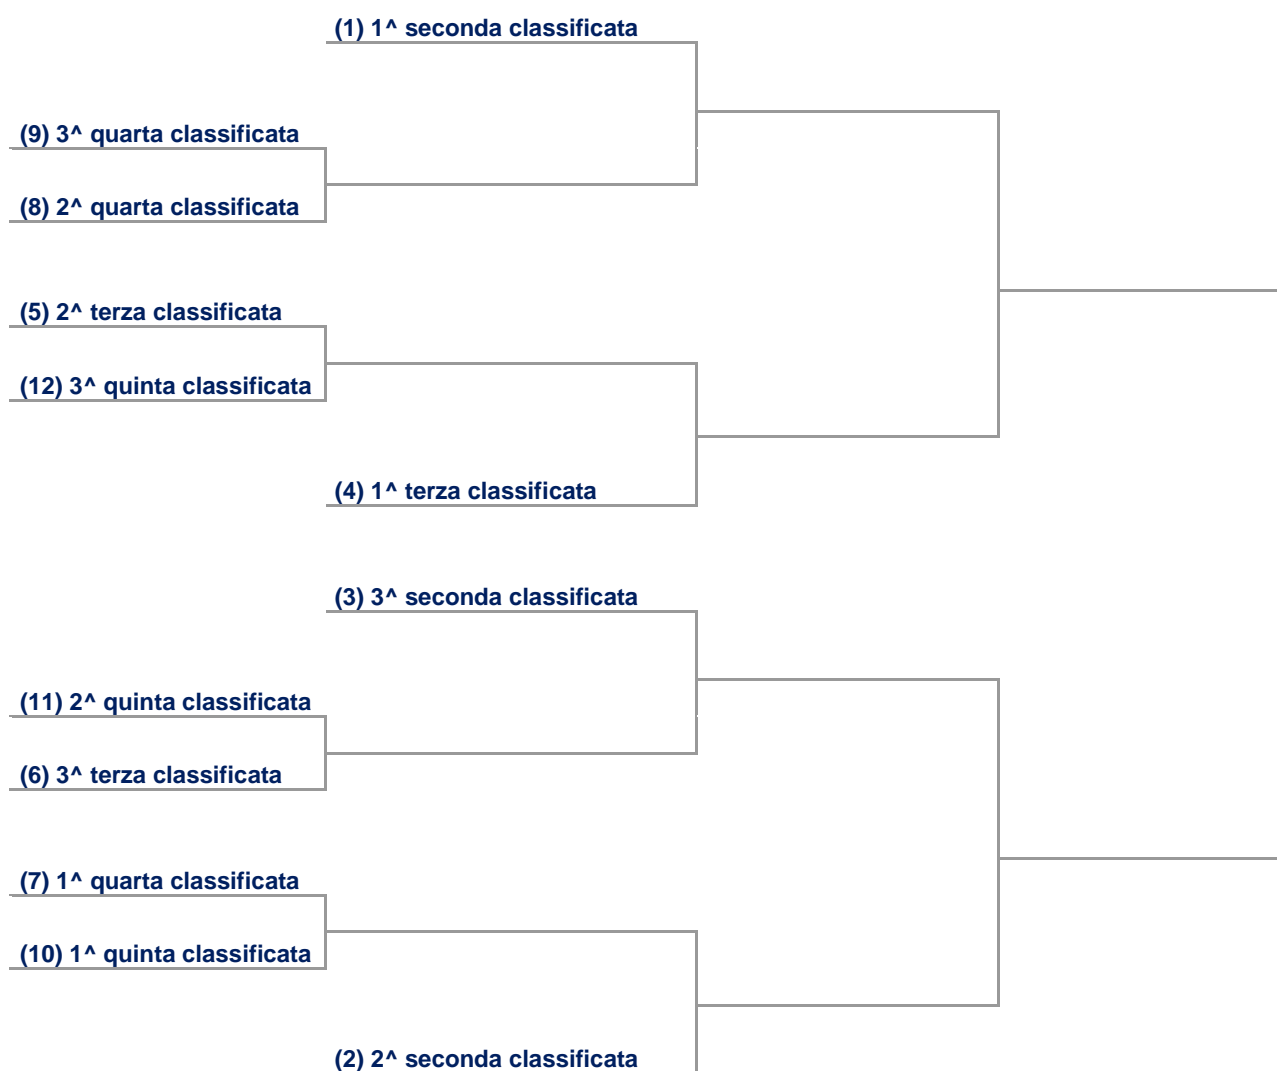 (1) 1^ seconda classificata
(9) 3^ quarta classificata
(8) 2^ quarta classificata
(5) 2^ terza classificata
(12) 3^ quinta classificata
(4) 1^ terza classificata
(3) 3^ seconda classificata
(11) 2^ quinta classificata
(6) 3^ terza classificata
(7) 1^ quarta classificata
(10) 1^ quinta classificata
(2) 2^ seconda classificata